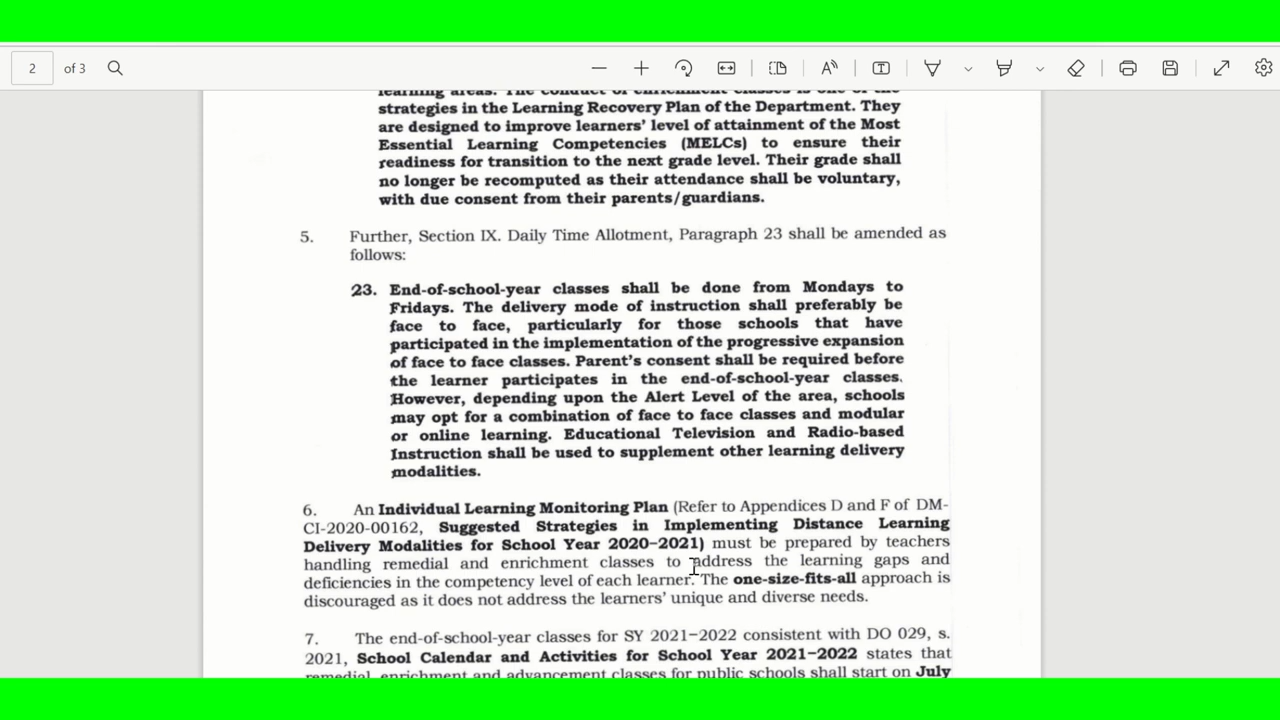 2 of 3
learning areas. The conduct of enrichment classes is one of the
strategies in the Learning Recovery Plan of the Department. They
are designed to improve learners' level of attainment of the Most
Essential Learning Competencies (MELCs) to ensure their
readiness for transition to the next grade level. Their grade shall
no longer be recomputed as their attendance shall be voluntary,
with due consent from their parents/guardians.
5. Further, Section IX. Daily Time Allotment, Paragraph 23 shall be amended as
follows:
23. End-of-school-year classes shall be done from Mondays to
Fridays. The delivery mode of instruction shall preferably be
face to face, particularly for those schools that have
participated in the implementation of the progressive expansion
of face to face classes. Parent's consent shall be required before
the learner participates in the end-of-school-year classes.
However, depending upon the Alert Level of the area, schools
may opt for a combination of face to face classes and modular
or online learning. Educational Television and Radio-based
Instruction shall be used to supplement other learning delivery
modalities.
6. An Individual Learning Monitoring Plan (Refer to Appendices D and F of DM-
CI-2020-00162, Suggested Strategies in Implementing Distance Learning
Delivery Modalities for School Year 2020–2021) must be prepared by teachers
handling remedial and enrichment classes to address the learning gaps and
deficiencies in the competency level of each learner. The one-size-fits-all approach is
discouraged as it does not address the learners' unique and diverse needs.
7. The end-of-school-year classes for SY 2021–2022 consistent with DO 029, s.
2021, School Calendar and Activities for School Year 2021–2022 states that
remedial, enrichment and advancement classes for public schools shall start on July